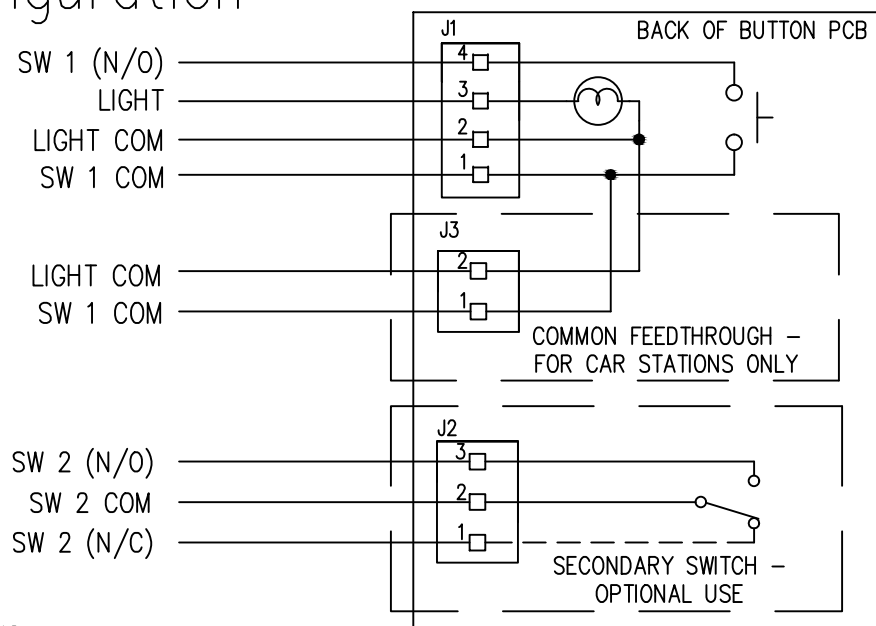 iguration
BACK OF BUTTON PCB
J1
SW 1 (N/O) 4
LIGHT 3
LIGHT COM 2
SW 1 COM 1
J3
LIGHT COM 2
SW 1 COM 1
COMMON FEEDTHROUGH –
FOR CAR STATIONS ONLY
J2
SW 2 (N/O) 3
SW 2 COM 2
SW 2 (N/C) 1
SECONDARY SWITCH –
OPTIONAL USE